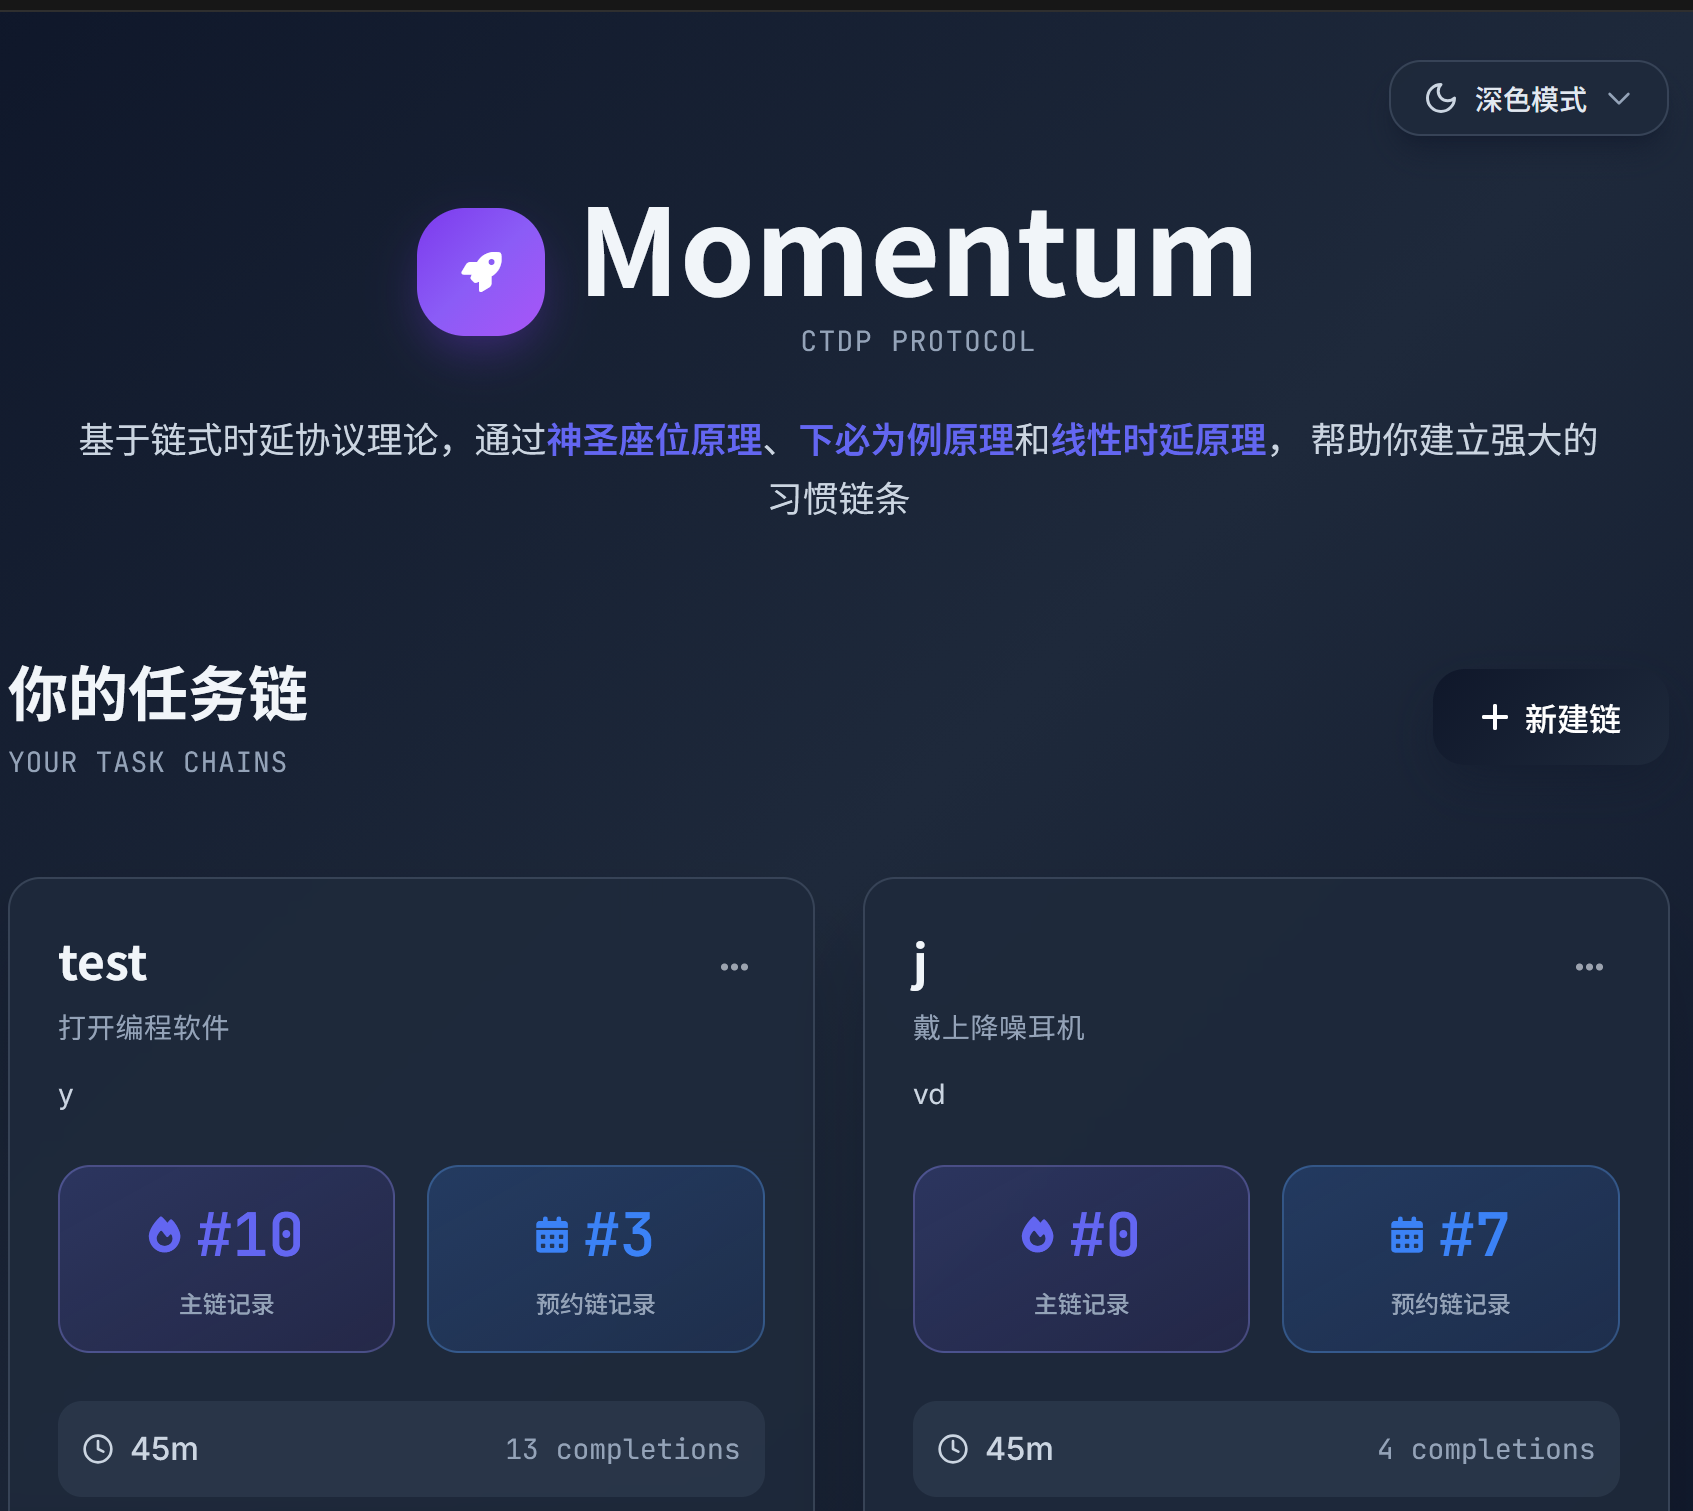 深色模式
Momentum
CTDP PROTOCOL
基于链式时延协议理论，通过神圣座位原理、下必为例原理和线性时延原理， 帮助你建立强大的
习惯链条
你的任务链
YOUR TASK CHAINS
新建链
test
打开编程软件
y
#10
主链记录
#3
预约链记录
45m
13 completions
j
戴上降噪耳机
vd
#0
主链记录
#7
预约链记录
45m
4 completions